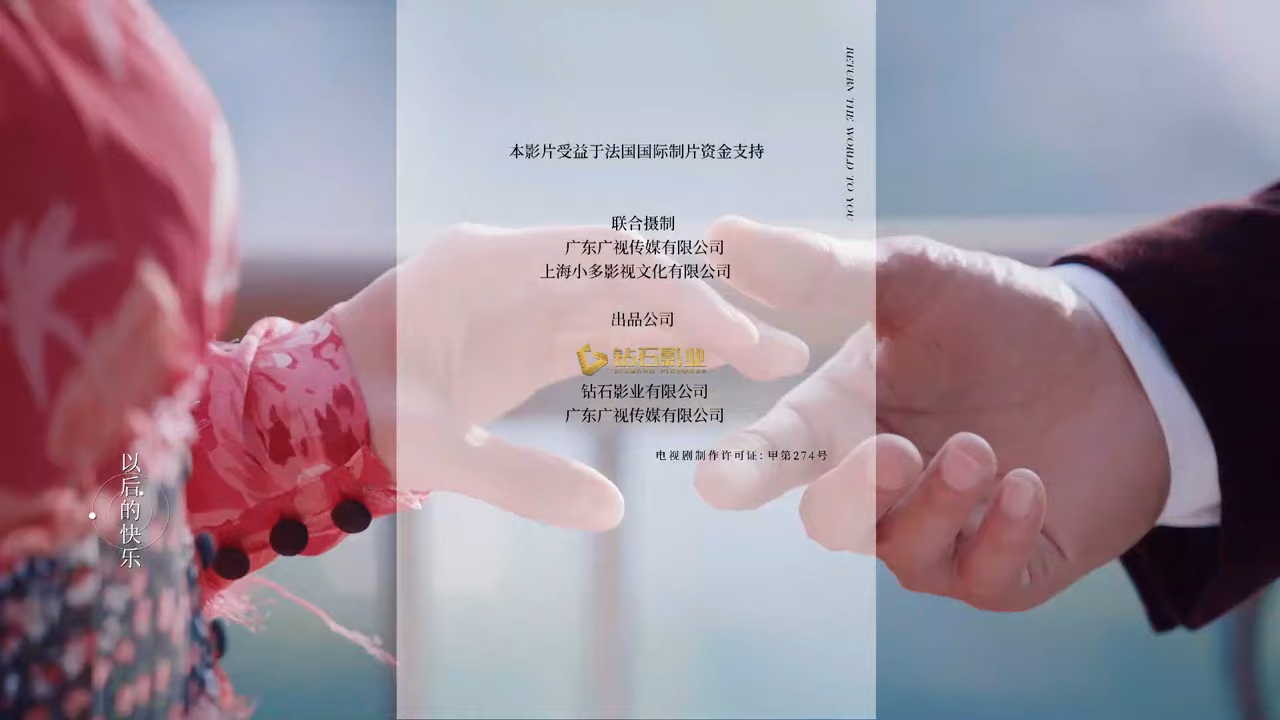 RETURN THE WORLD TO YOU
本影片受益于法国国际制片资金支持
联合摄制
广东广视传媒有限公司
上海小多影视文化有限公司
出品公司
钻石影业
DIAMOND PICTURES
钻石影业有限公司
广东广视传媒有限公司
电视剧制作许可证: 甲第274号
以后的快乐